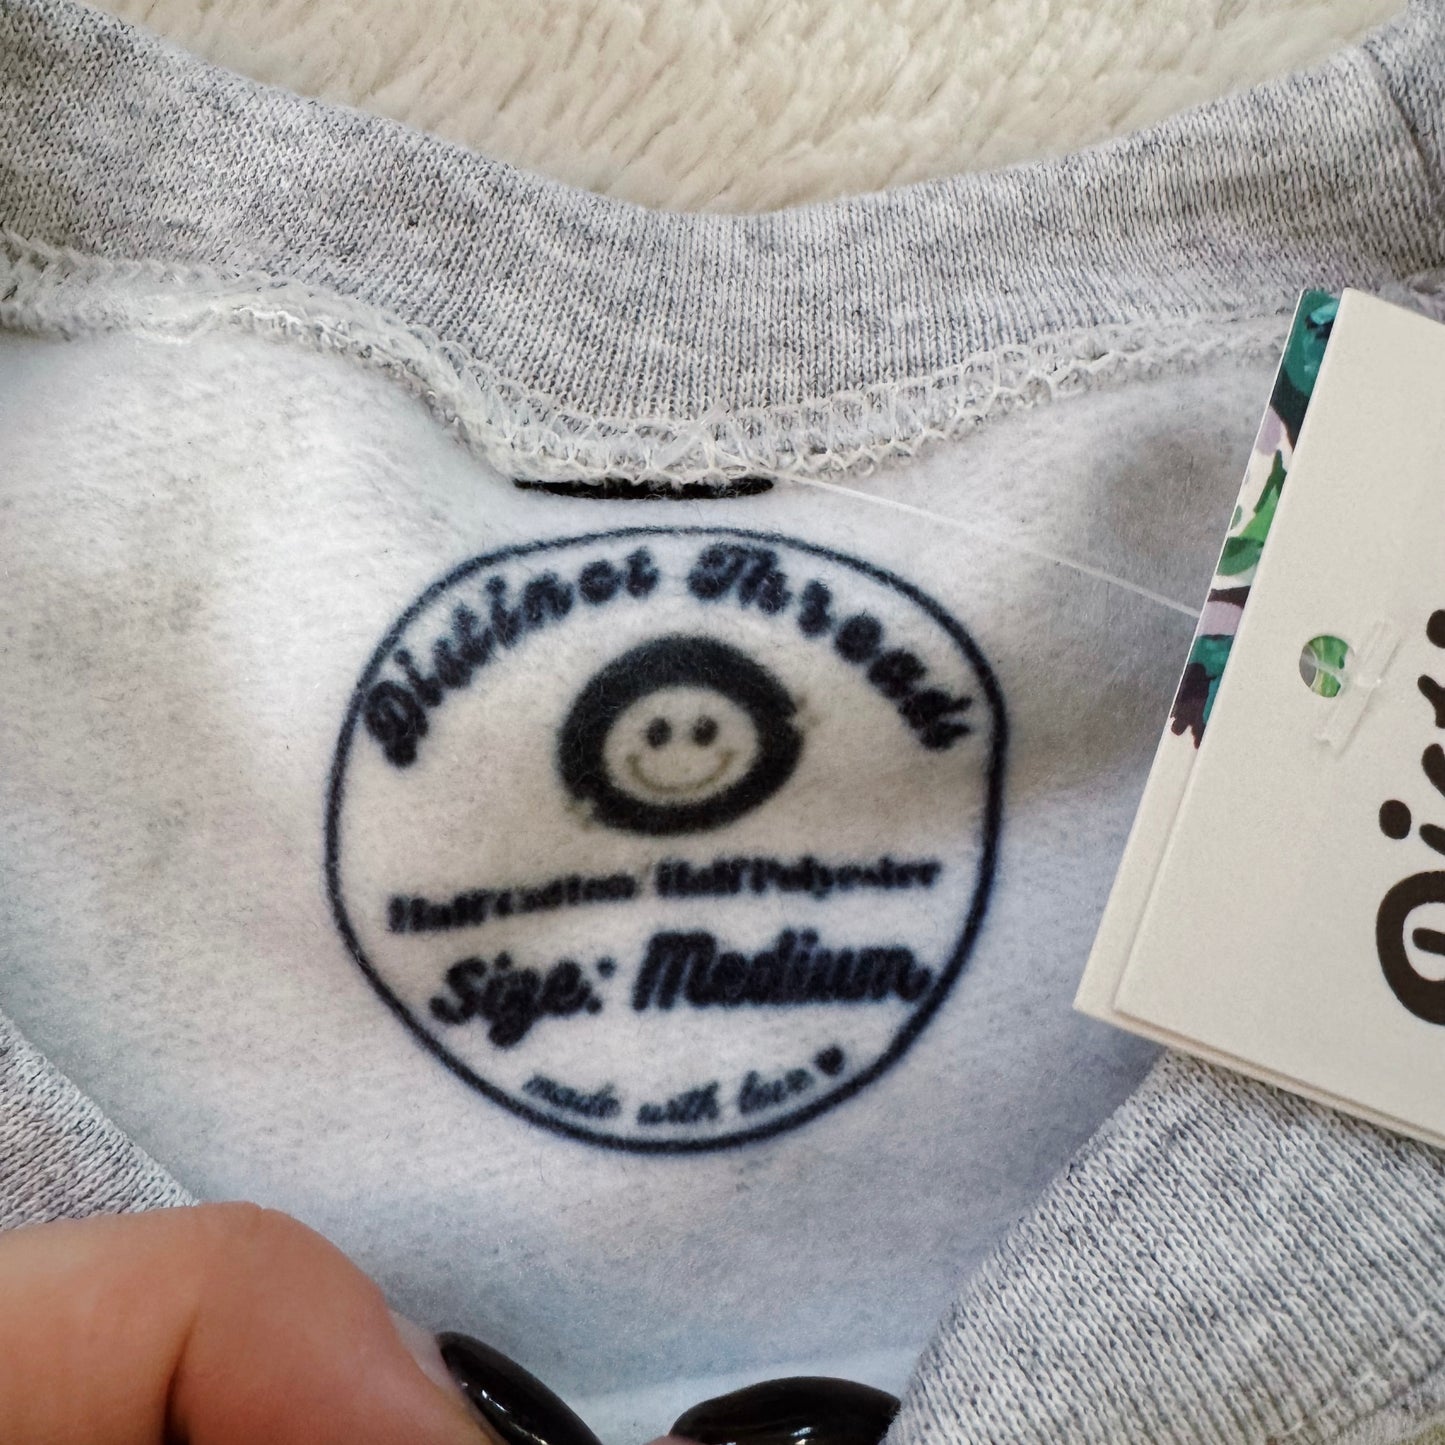 Distinct Threads
Half Cotton/Half Polyester
Size: Medium
made with love